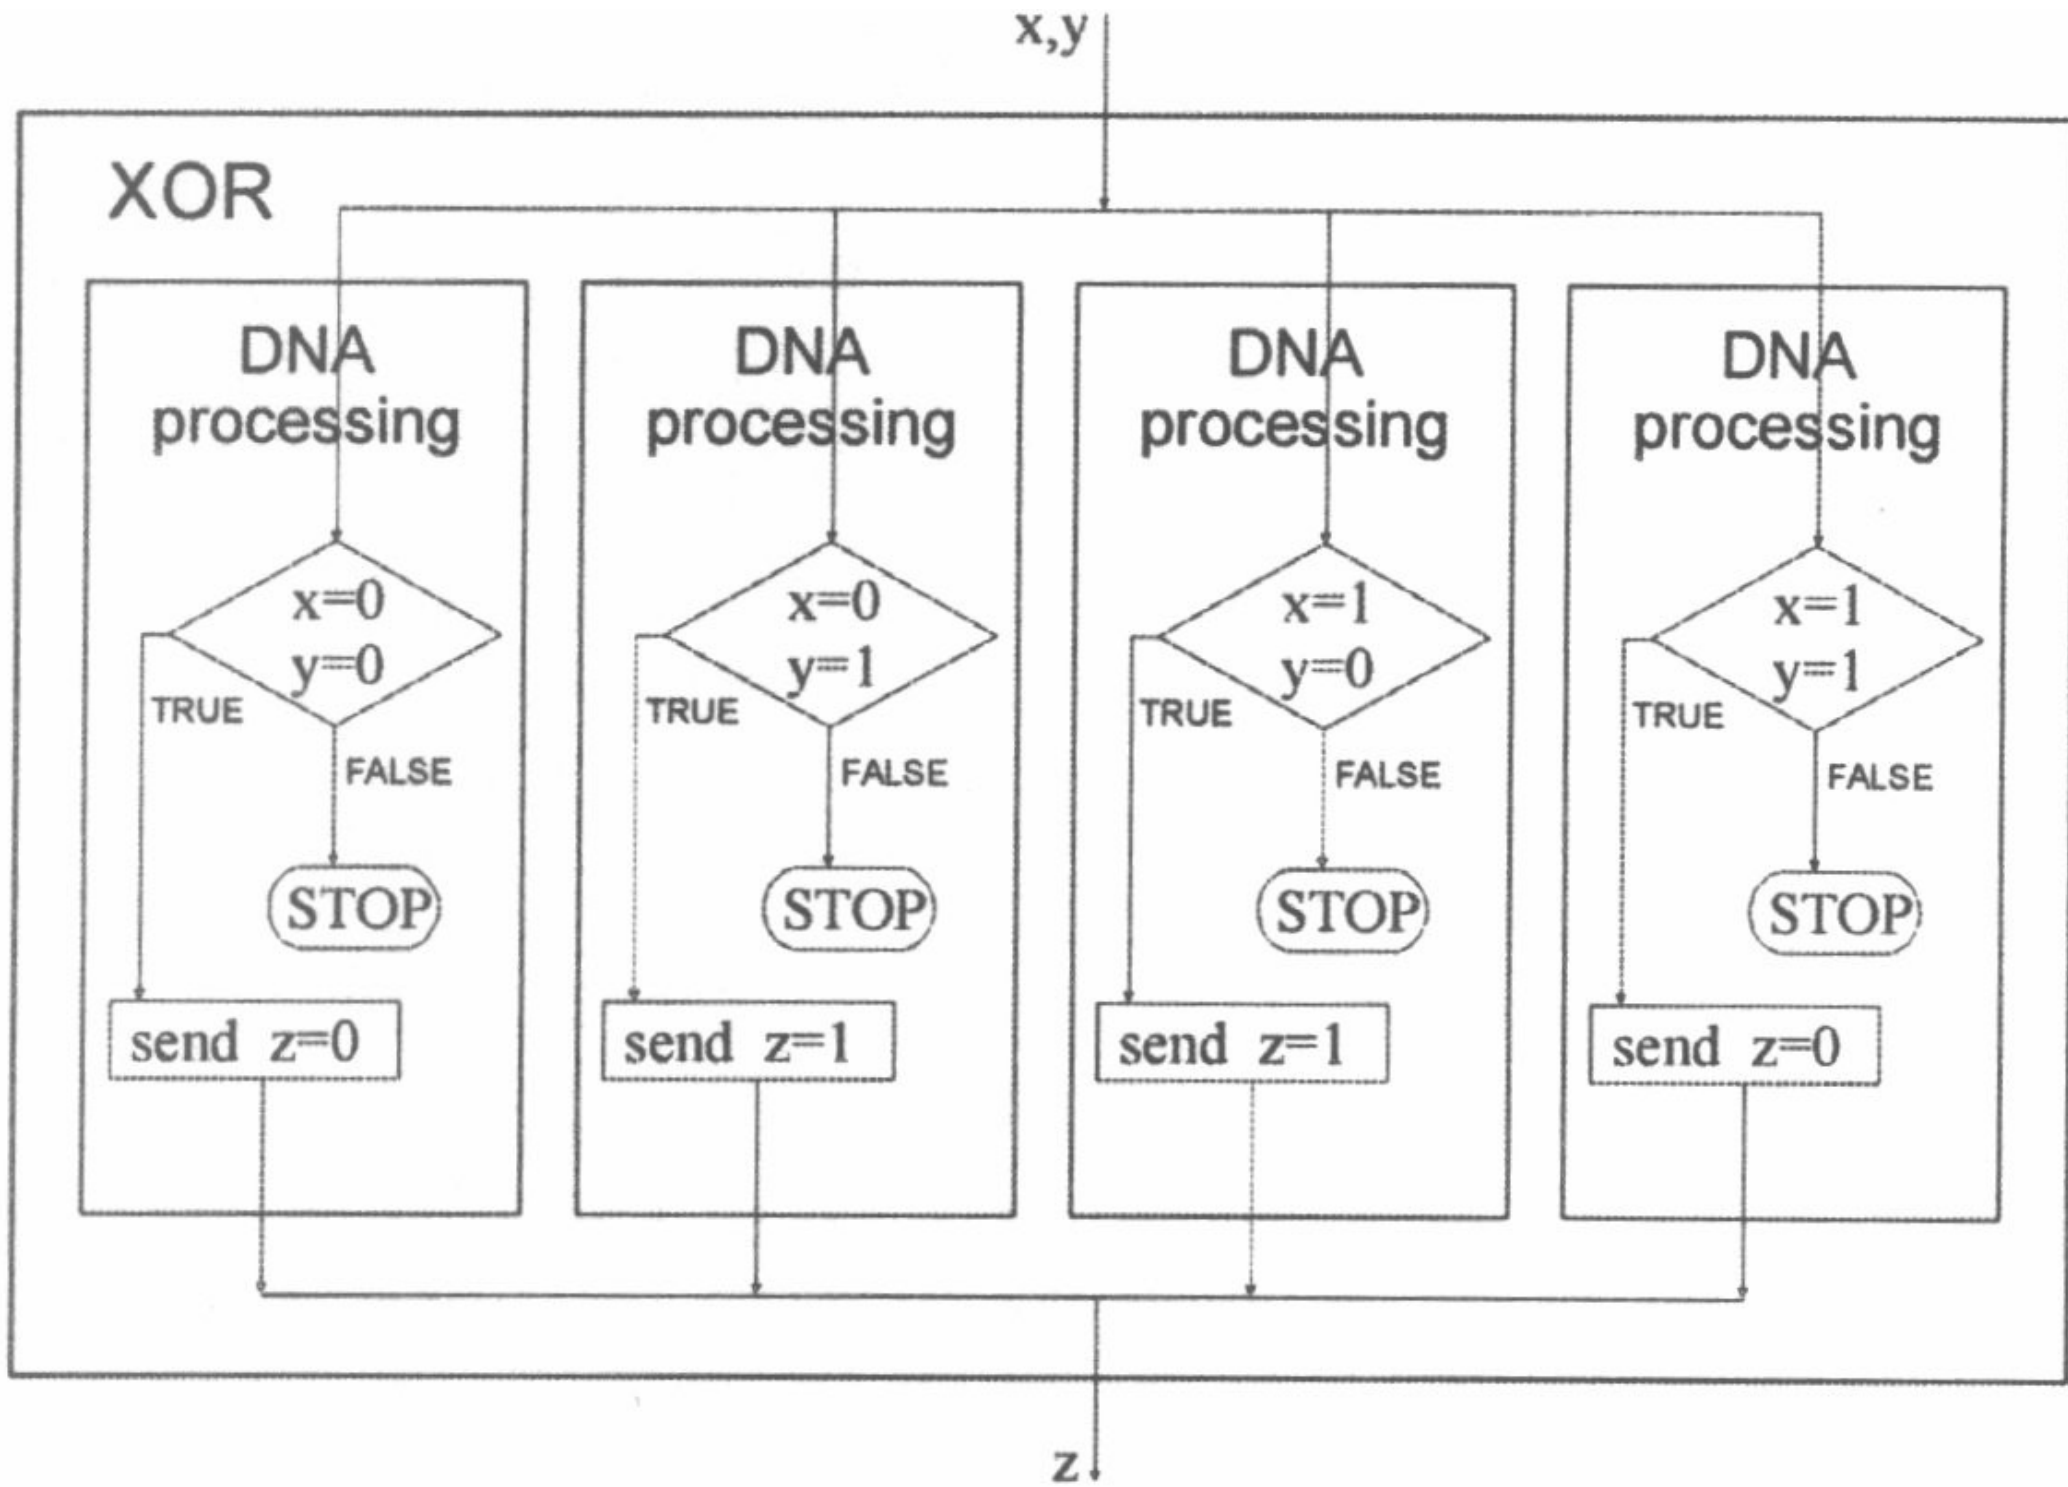 x,y
XOR
DNA
processing
x=0
y=0
TRUE
FALSE
STOP
send z=0
DNA
processing
x=0
y=1
TRUE
FALSE
STOP
send z=1
DNA
processing
x=1
y=0
TRUE
FALSE
STOP
send z=1
DNA
processing
x=1
y=1
TRUE
FALSE
STOP
send z=0
z